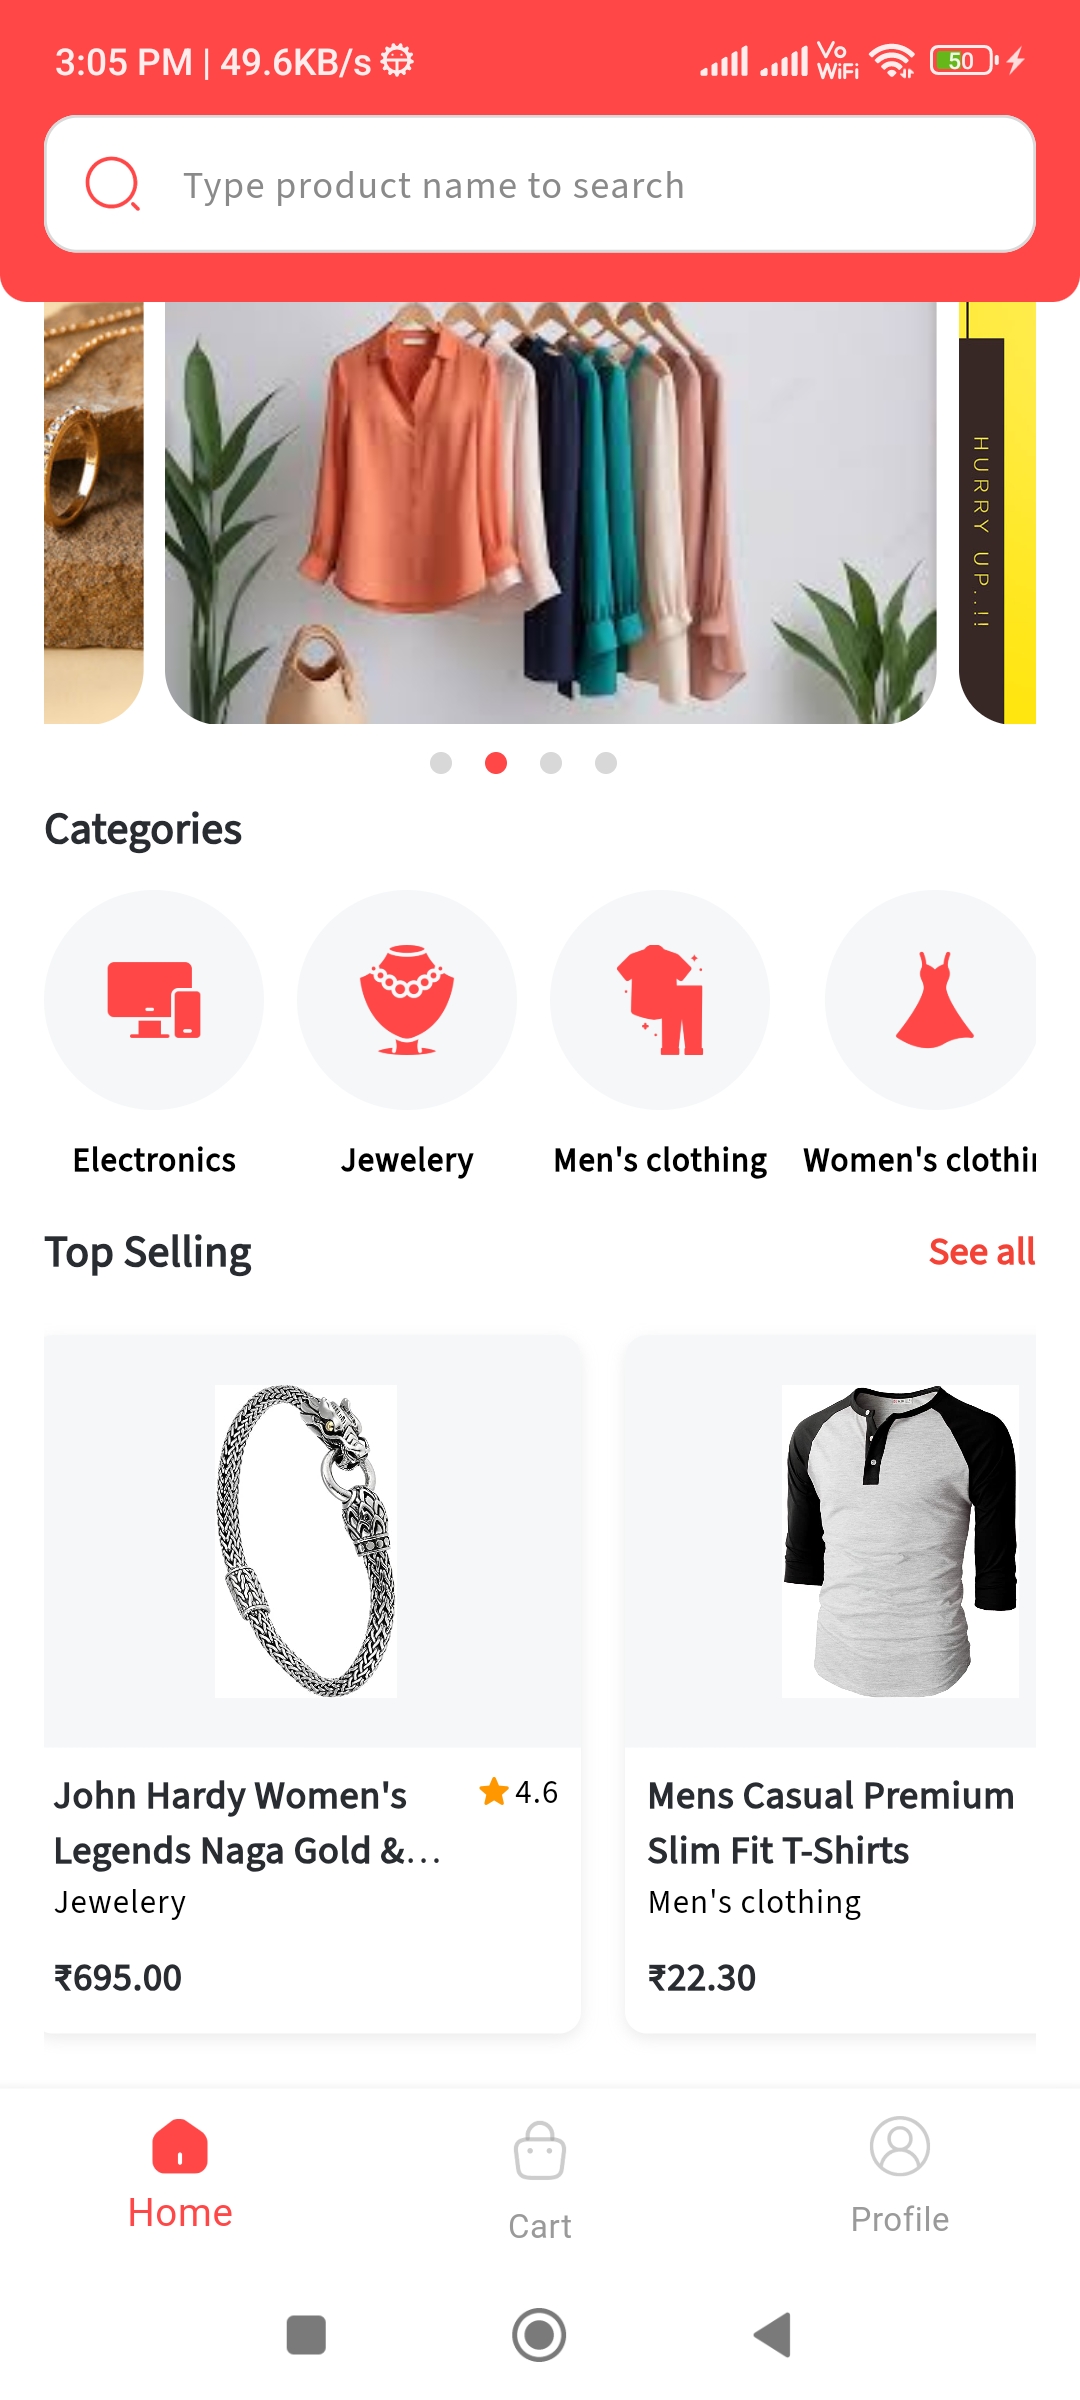 3:05 PM | 49.6KB/s
Vo
WiFi
50
Type product name to search
HURRY UP..!!
Categories
Electronics
Jewelery
Men's clothing
Women's clothin
Top Selling
See all
John Hardy Women's
4.6
Legends Naga Gold &...
Jewelery
₹695.00
Mens Casual Premium
Slim Fit T-Shirts
Men's clothing
₹22.30
Home
Cart
Profile